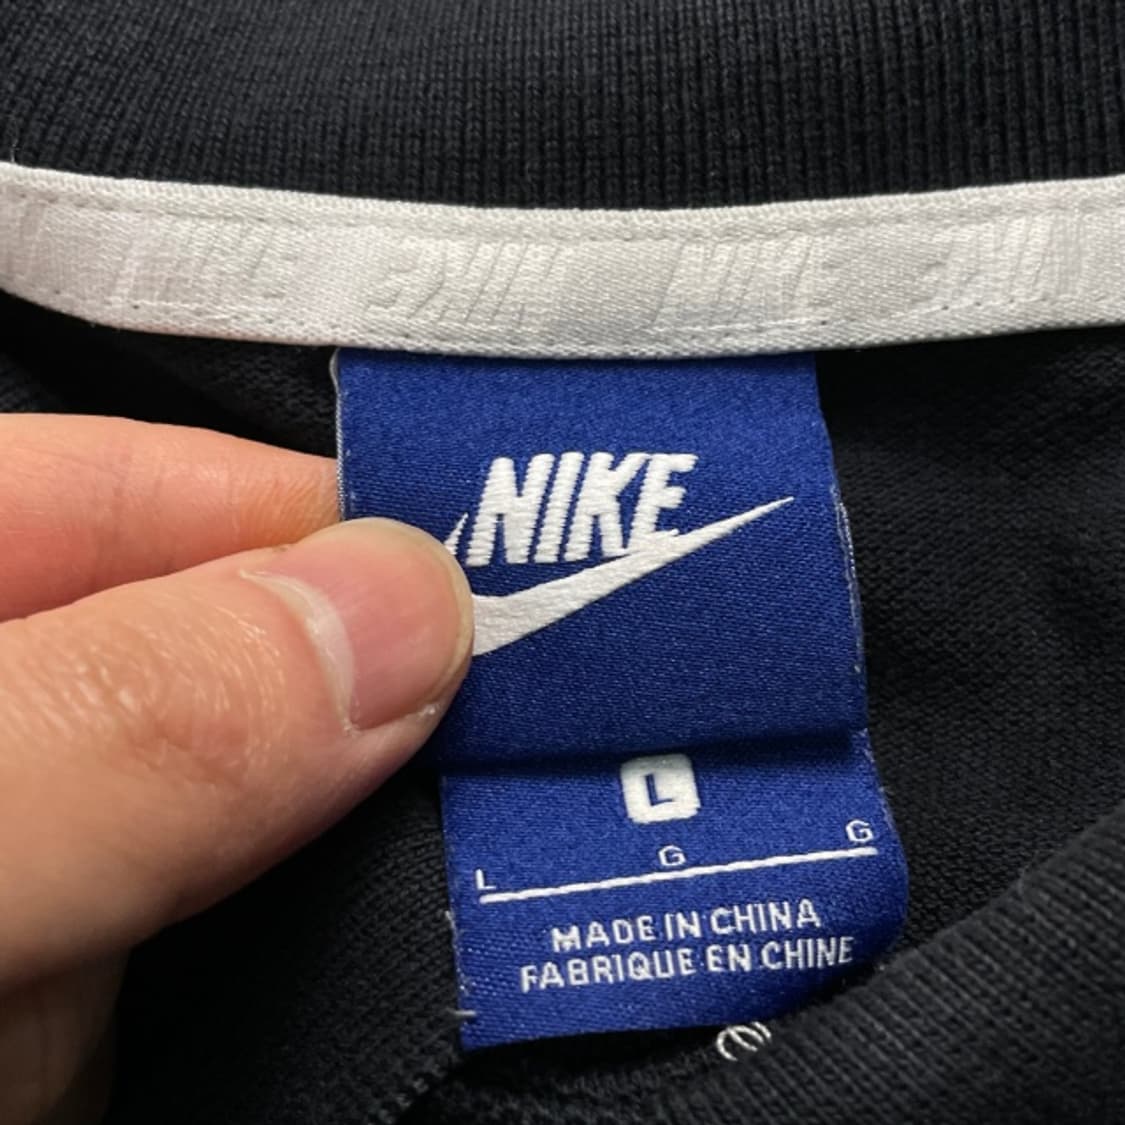 NIKE
L
L G G
MADE IN CHINA
FABRIQUE EN CHINE